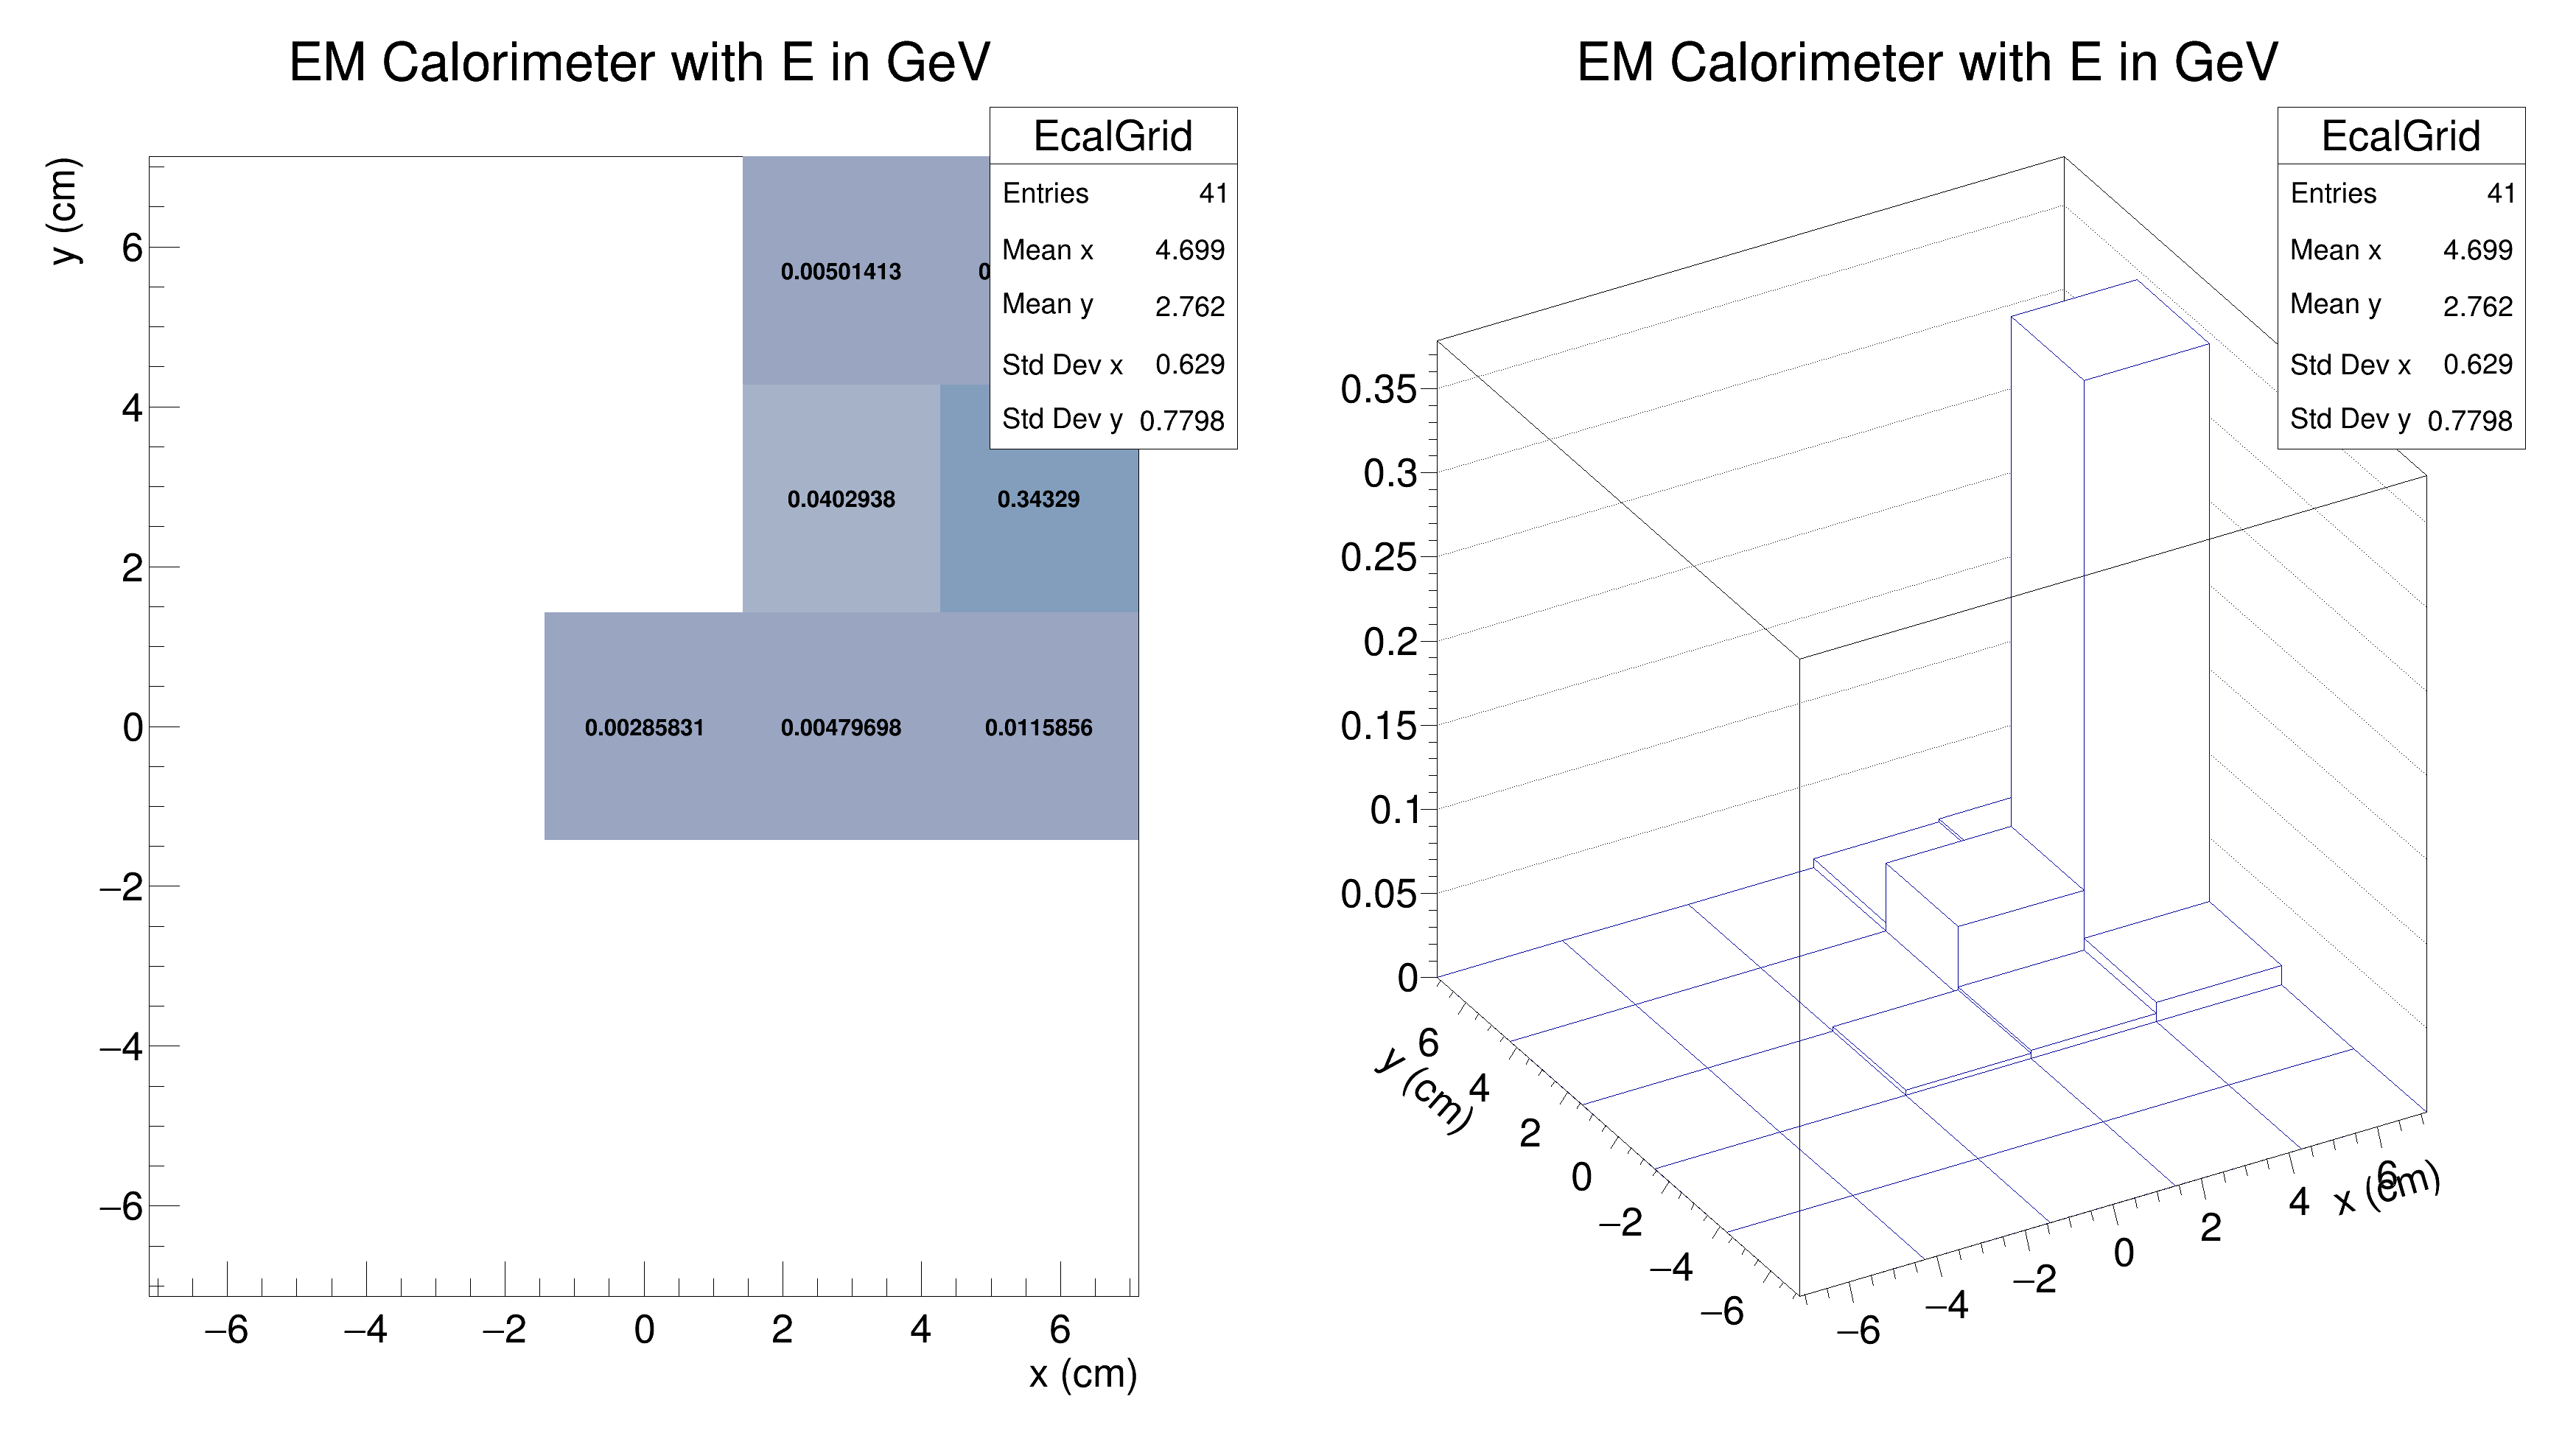 EM Calorimeter with E in GeV
EcalGrid
Entries 41
Mean x 4.699
Mean y 2.762
Std Dev x 0.629
Std Dev y 0.7798
y (cm)
6
4
2
0
−2
−4
−6
0.00501413 0
0.0402938 0.34329
0.00285831 0.00479698 0.0115856
−6 −4 −2 0 2 4 6
x (cm)
EM Calorimeter with E in GeV
EcalGrid
Entries 41
Mean x 4.699
Mean y 2.762
Std Dev x 0.629
Std Dev y 0.7798
0.35
0.3
0.25
0.2
0.15
0.1
0.05
0
y (cm)
6
4
2
0
−2
−4
−6
−6 −4 −2 0 2 4 6
x (cm)